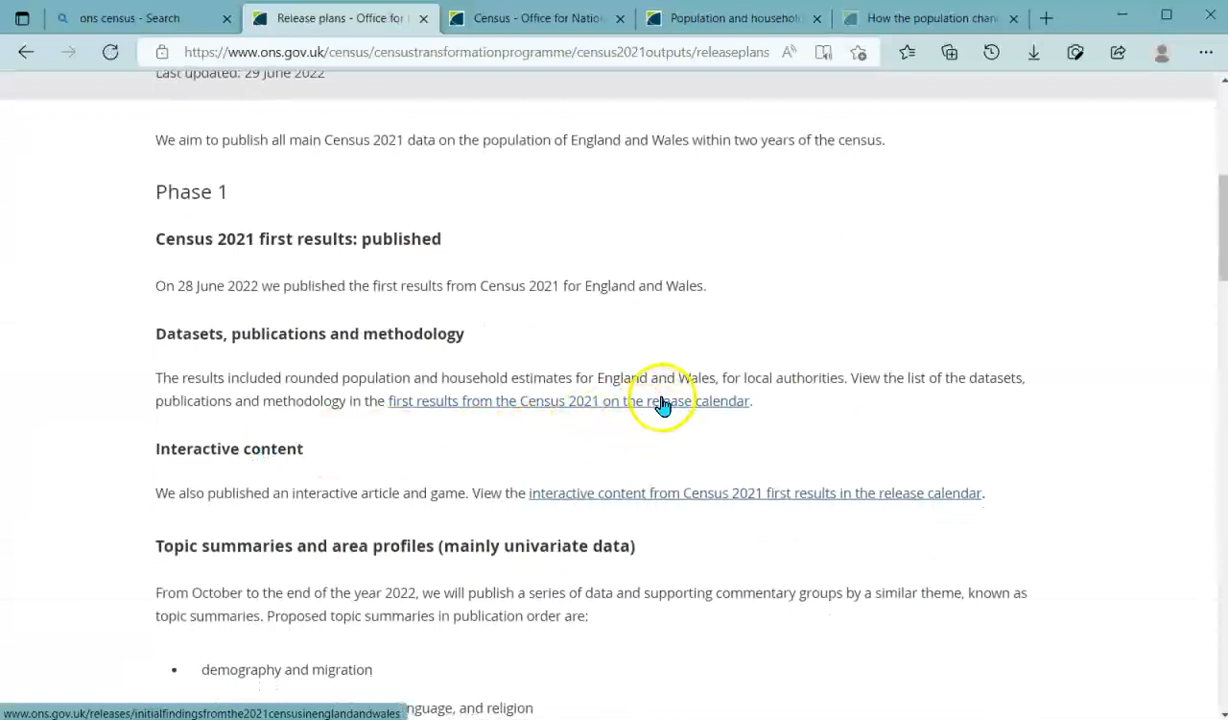 ons census - Search
Release plans - Office for
Census - Office for Natio
Population and househol
How the population chan
https://www.ons.gov.uk/census/censustransformationprogramme/census2021outputs/releaseplans
Last updated: 29 June 2022
We aim to publish all main Census 2021 data on the population of England and Wales within two years of the census.
Phase 1
Census 2021 first results: published
On 28 June 2022 we published the first results from Census 2021 for England and Wales.
Datasets, publications and methodology
The results included rounded population and household estimates for England and Wales, for local authorities. View the list of the datasets,
publications and methodology in the first results from the Census 2021 on the release calendar.
Interactive content
We also published an interactive article and game. View the interactive content from Census 2021 first results in the release calendar.
Topic summaries and area profiles (mainly univariate data)
From October to the end of the year 2022, we will publish a series of data and supporting commentary groups by a similar theme, known as
topic summaries. Proposed topic summaries in publication order are:
• demography and migration
nguage, and religion
www.ons.gov.uk/releases/initialfindingsfromthe2021censusinenglandandwales